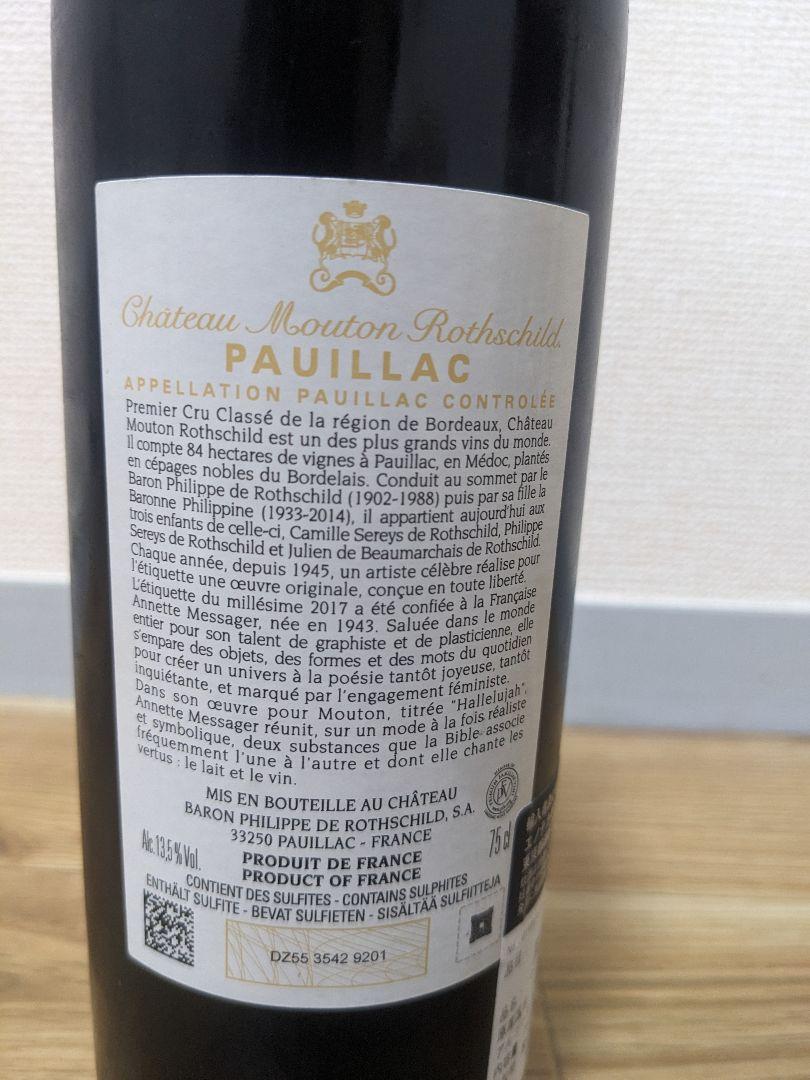 Château Mouton Rothschild.
PAUILLAC
APPELLATION PAUILLAC CONTROLÉE
Premier Cru Classé de la région de Bordeaux, Château
Mouton Rothschild est un des plus grands vins du monde.
Il compte 84 hectares de vignes à Pauillac, en Médoc, plantés
en cépages nobles du Bordelais. Conduit au sommet par le
Baron Philippe de Rothschild (1902-1988) puis par sa fille la
Baronne Philippine (1933-2014), il appartient aujourd'hui aux
trois enfants de celle-ci, Camille Sereys de Rothschild, Philippe
Sereys de Rothschild et Julien de Beaumarchais de Rothschild.
Chaque année, depuis 1945, un artiste célèbre réalise pour
l'étiquette une œuvre originale, conçue en toute liberté.
L'étiquette du millésime 2017 a été confiée à la Française
Annette Messager, née en 1943. Saluée dans le monde
entier pour son talent de graphiste et de plasticienne, elle
s'empare des objets, des formes et des mots du quotidien
pour créer un univers à la poésie tantôt joyeuse, tantôt
inquiétante, et marqué par l'engagement féministe.
Dans son œuvre pour Mouton, titrée "Hallelujah",
Annette Messager réunit, sur un mode à la fois réaliste
et symbolique, deux substances que la Bible associe
fréquemment l'une à l'autre et dont elle chante les
vertus : le lait et le vin.
MIS EN BOUTEILLE AU CHÂTEAU
BARON PHILIPPE DE ROTHSCHILD, S.A.
33250 PAUILLAC - FRANCE
Alc.13,5%Vol.
75 cl
PRODUIT DE FRANCE
PRODUCT OF FRANCE
CONTIENT DES SULFITES - CONTAINS SULPHITES
ENTHÄLT SULFITE - BEVAT SULFIETEN - SISÄLTÄÄ SULFIITTEJA
DZ55 3542 9201